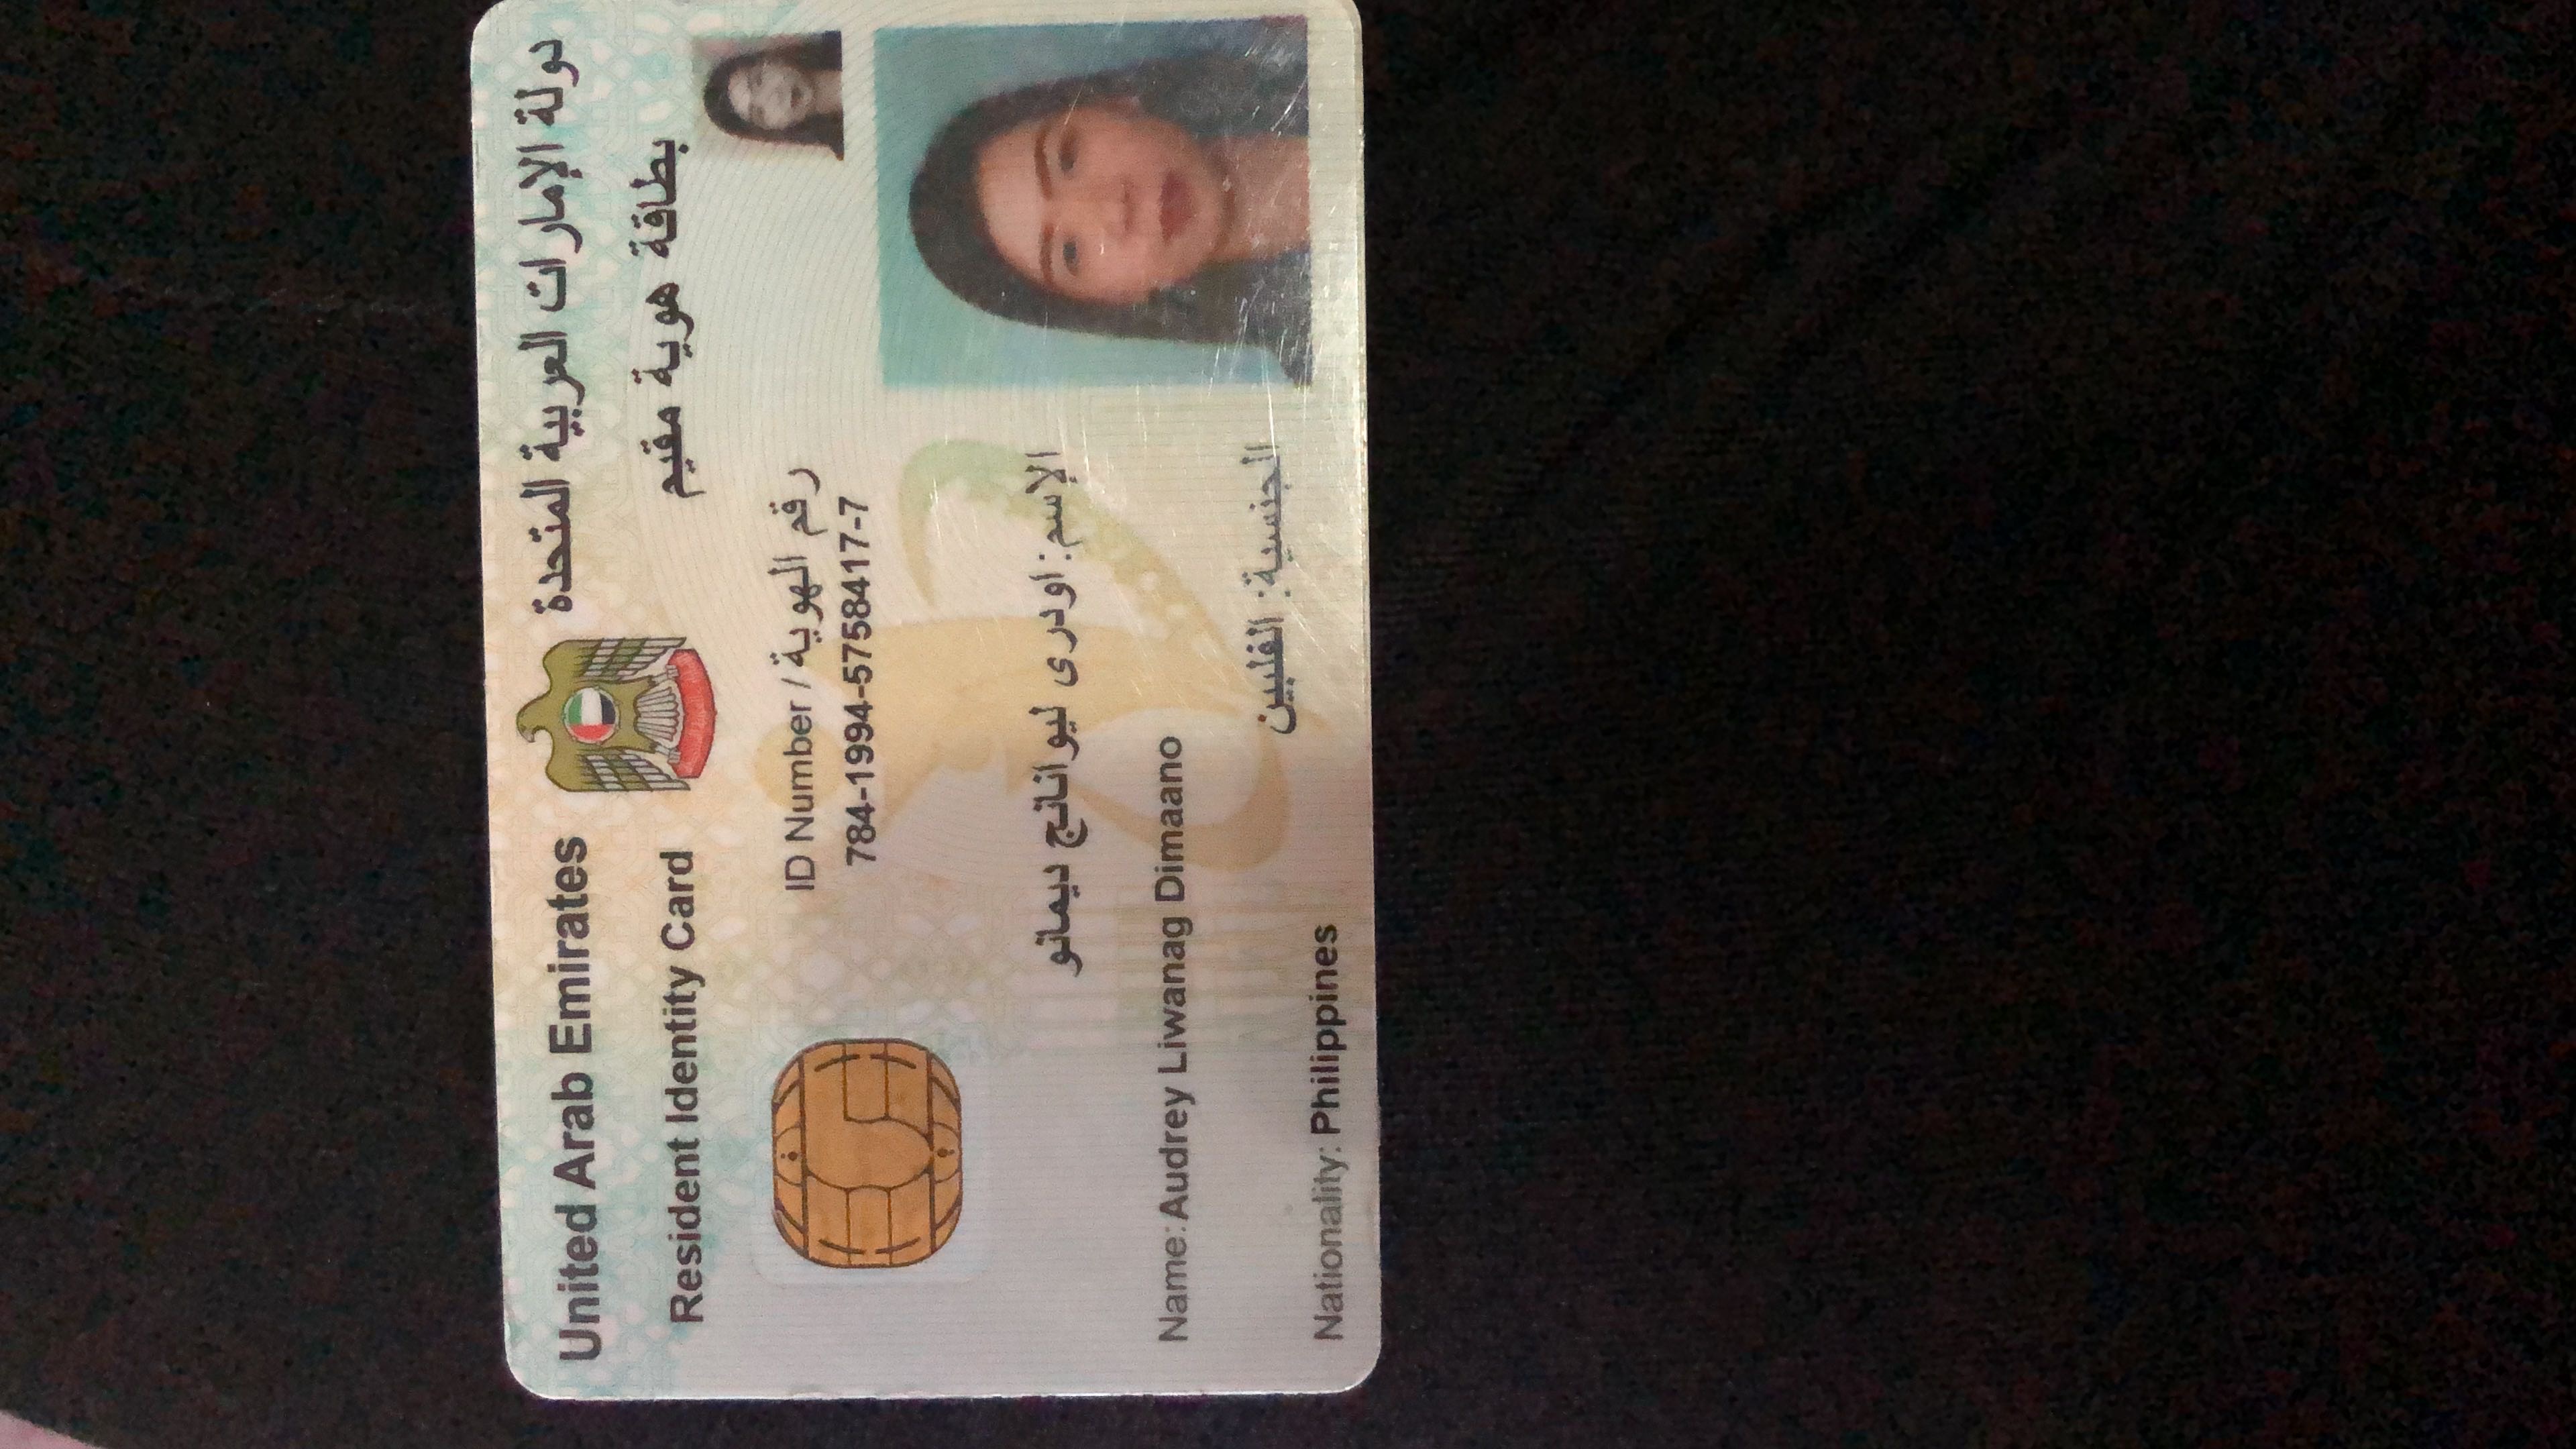 United Arab Emirates
دولة الإمارات العربية المتحدة
Resident Identity Card
بطاقة هوية مقيم
ID Number / رقم الهوية
784-1994-5758417-7
الإسم: اودرى ليوانانج ديمانو
Name: Audrey Liwanag Dimaano
الجنسية: الفلبين
Nationality: Philippines